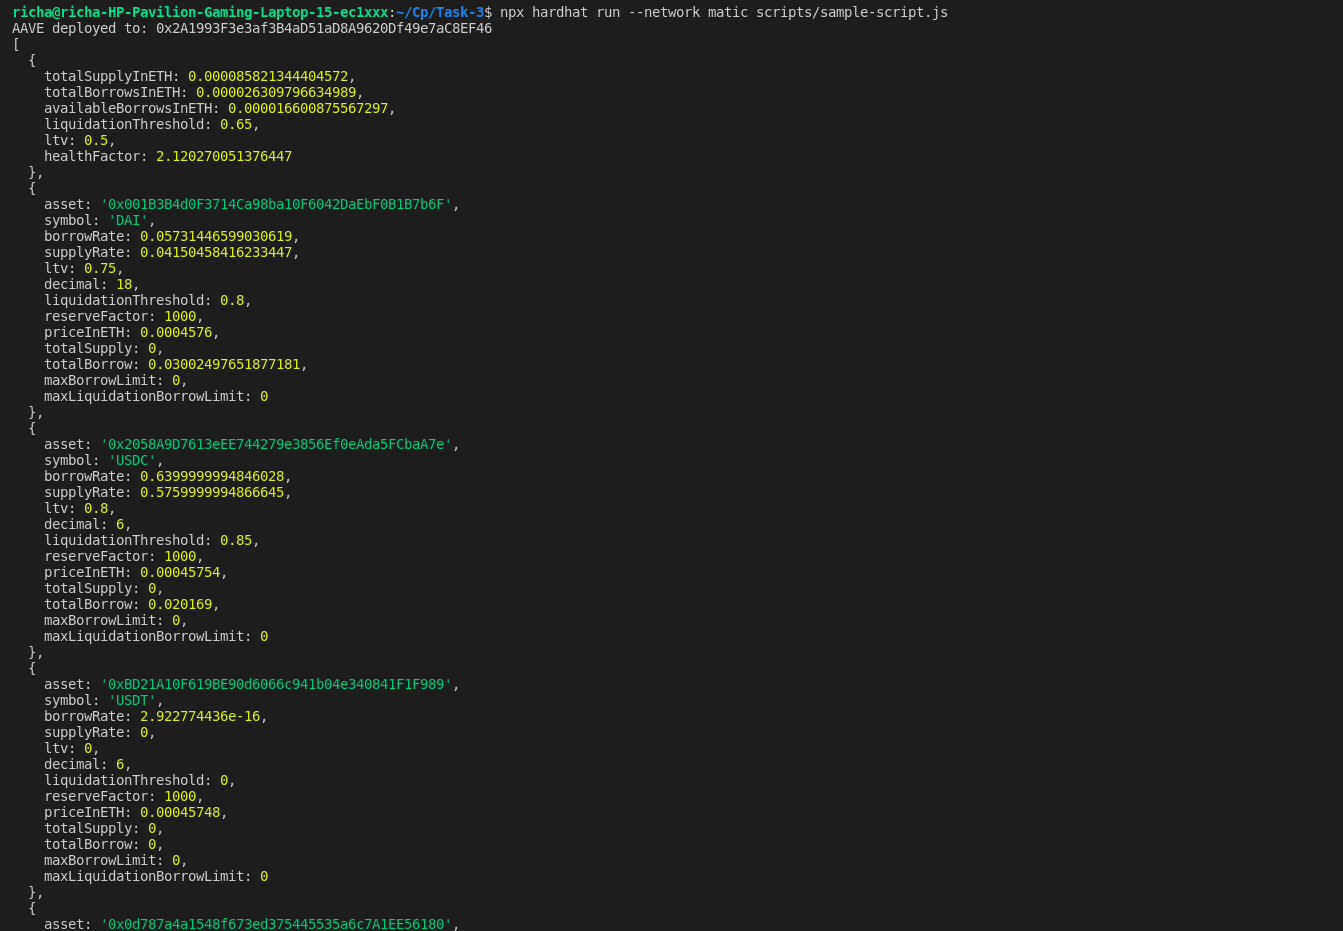 richa@richa-HP-Pavilion-Gaming-Laptop-15-ec1xxx:~/Cp/Task-3$ npx hardhat run --network matic scripts/sample-script.js
AAVE deployed to: 0x2A1993F3e3af3B4aD51aD8A9620Df49e7aC8EF46
[
  {
    totalSupplyInETH: 0.000085821344404572,
    totalBorrowsInETH: 0.000026309796634989,
    availableBorrowsInETH: 0.000016600875567297,
    liquidationThreshold: 0.65,
    ltv: 0.5,
    healthFactor: 2.120270051376447
  },
  {
    asset: '0x001B3B4d0F3714Ca98ba10F6042DaEbF0B1B7b6F',
    symbol: 'DAI',
    borrowRate: 0.05731446599030619,
    supplyRate: 0.04150458416233447,
    ltv: 0.75,
    decimal: 18,
    liquidationThreshold: 0.8,
    reserveFactor: 1000,
    priceInETH: 0.0004576,
    totalSupply: 0,
    totalBorrow: 0.03002497651877181,
    maxBorrowLimit: 0,
    maxLiquidationBorrowLimit: 0
  },
  {
    asset: '0x2058A9D7613eEE744279e3856Ef0eAda5FCbaA7e',
    symbol: 'USDC',
    borrowRate: 0.6399999994846028,
    supplyRate: 0.5759999994866645,
    ltv: 0.8,
    decimal: 6,
    liquidationThreshold: 0.85,
    reserveFactor: 1000,
    priceInETH: 0.00045754,
    totalSupply: 0,
    totalBorrow: 0.020169,
    maxBorrowLimit: 0,
    maxLiquidationBorrowLimit: 0
  },
  {
    asset: '0xBD21A10F619BE90d6066c941b04e340841F1F989',
    symbol: 'USDT',
    borrowRate: 2.922774436e-16,
    supplyRate: 0,
    ltv: 0,
    decimal: 6,
    liquidationThreshold: 0,
    reserveFactor: 1000,
    priceInETH: 0.00045748,
    totalSupply: 0,
    totalBorrow: 0,
    maxBorrowLimit: 0,
    maxLiquidationBorrowLimit: 0
  },
  {
    asset: '0x0d787a4a1548f673ed375445535a6c7A1EE56180',